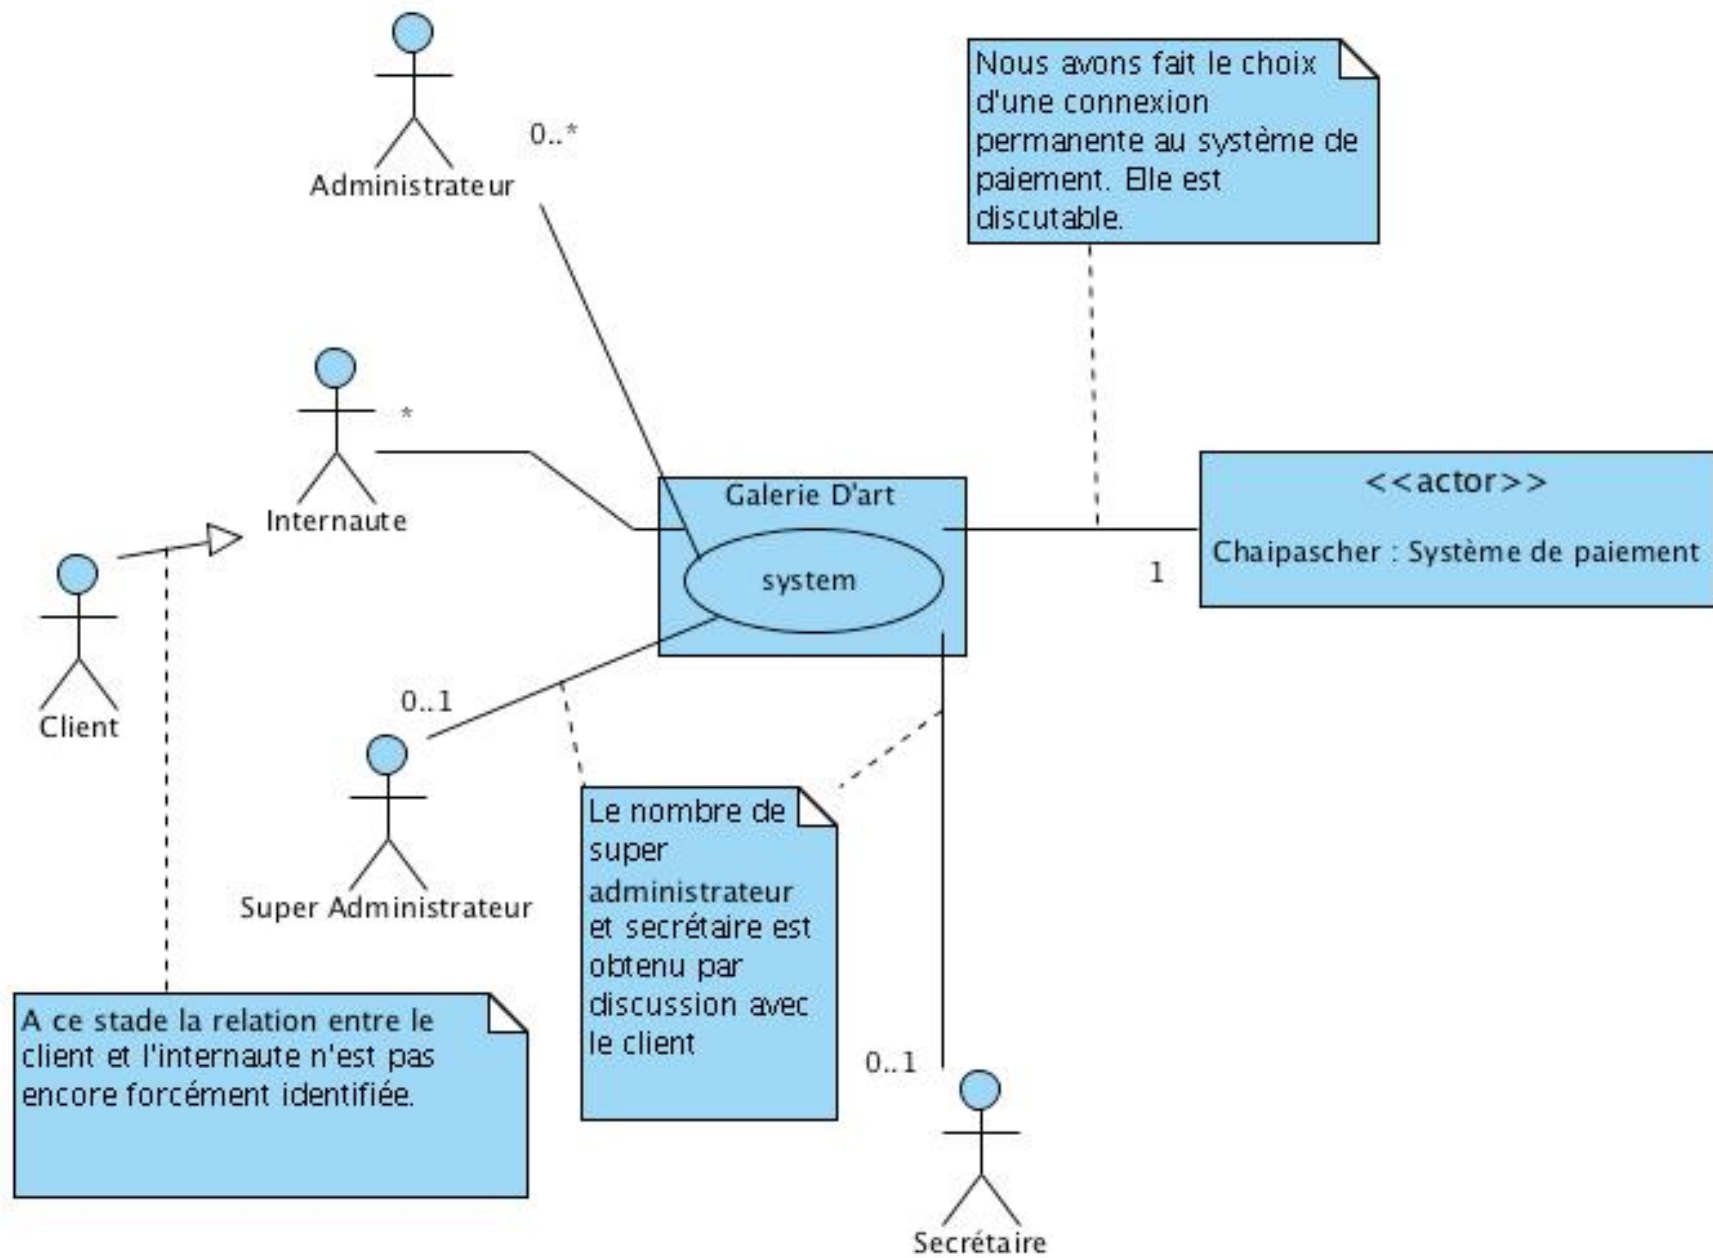 Nous avons fait le choix
d'une connexion
permanente au système de
paiement. Elle est
discutable.
0..*
Administrateur
*
Internaute
Galerie D'art
system
<<actor>>
Chaipascher : Système de paiement
1
Client
0..1
Super Administrateur
Le nombre de
super
administrateur
et secrétaire est
obtenu par
discussion avec
le client
A ce stade la relation entre le
client et l'internaute n'est pas
encore forcément identifiée.
0..1
Secrétaire